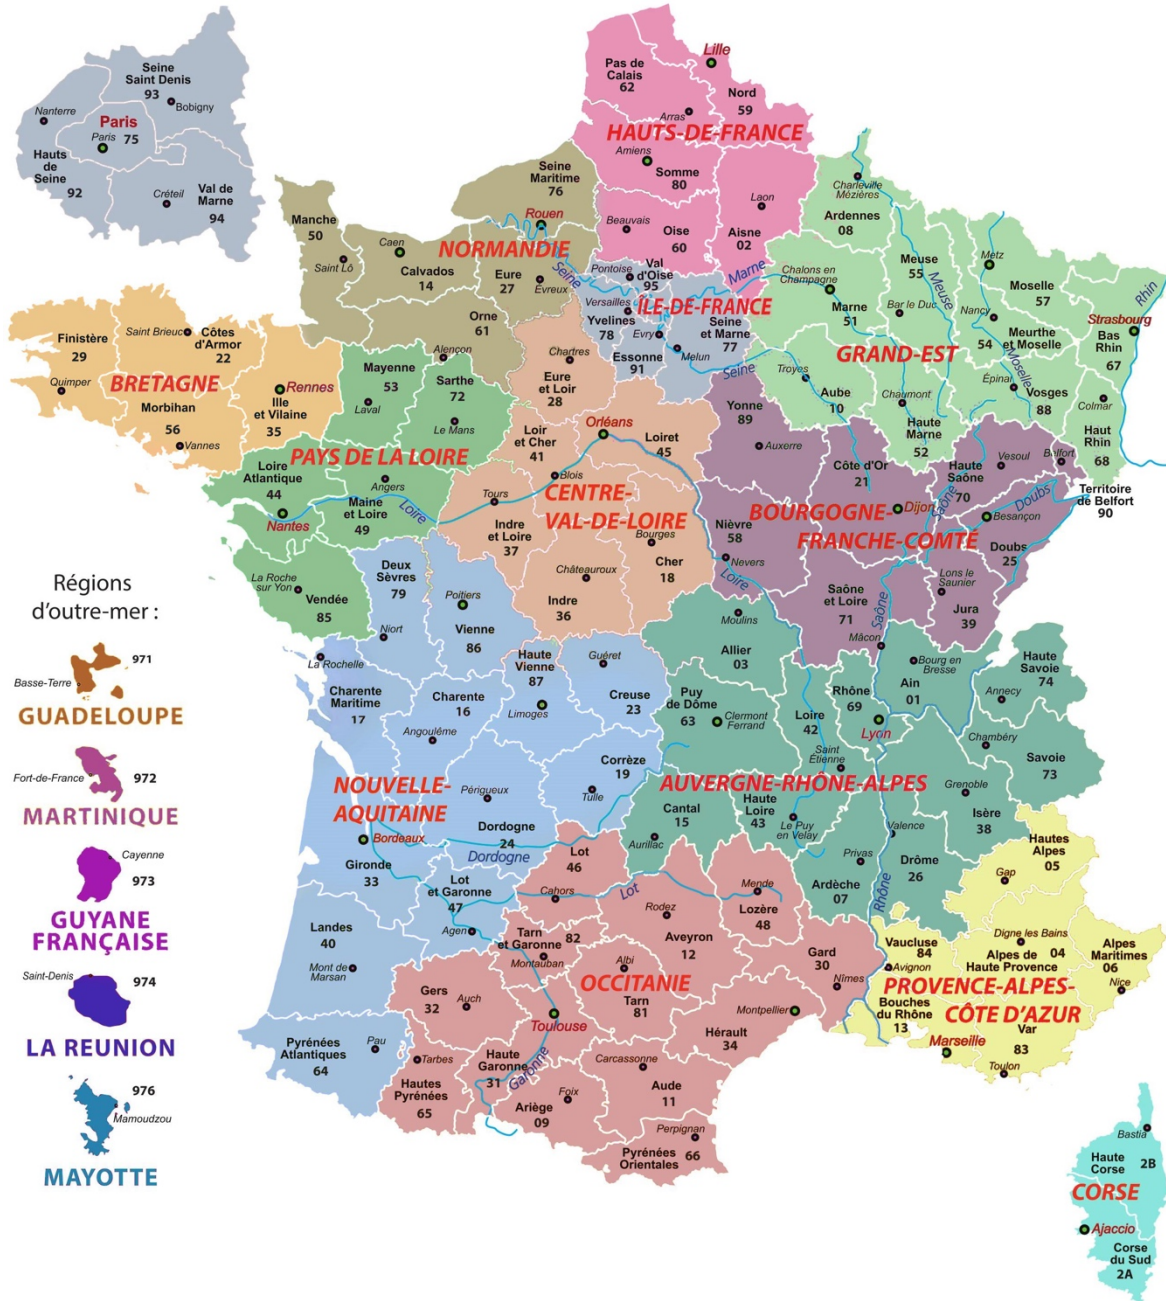 Seine
Saint Denis
93
Bobigny
Nanterre
Paris
Paris
75
Hauts
de
Seine
92
Créteil
Val de
Marne
94
Lille
Pas de
Calais
62
Nord
59
Arras
HAUTS-DE-FRANCE
Amiens
Somme
80
Laon
Beauvais
Oise
60
Aisne
02
Seine
Maritime
76
Rouen
Manche
50
Caen
NORMANDIE
Saint Lô
Calvados
14
Eure
27
Évreux
Seine
Orne
61
Alençon
Pontoise
Val
d'Oise
95
Marne
Versailles
ÎLE-DE-FRANCE
Yvelines
78
Evry
Seine
et Marne
77
Melun
Essonne
91
Seine
Charleville
Mézières
Ardennes
08
Meuse
55
Metz
Moselle
57
Meuse
Chalons en
Champagne
Marne
51
Bar le Duc
Nancy
54
Meurthe
et Moselle
Rhin
Strasbourg
Bas
Rhin
67
GRAND-EST
Moselle
Troyes
Aube
10
Chaumont
Haute
Marne
52
Épinal
Vosges
88
Colmar
Haut
Rhin
68
Finistère
29
Saint Brieuc
Côtes
d'Armor
22
Quimper
BRETAGNE
Rennes
Morbihan
56
Ille
et Vilaine
35
Vannes
Mayenne
53
Sarthe
72
Laval
Le Mans
PAYS DE LA LOIRE
Loire
Atlantique
44
Angers
Maine et Loire
49
Loire
Nantes
La Roche
sur Yon
Vendée
85
Chartres
Eure
et Loir
28
Orléans
Loir
et Cher
41
Loiret
45
Blois
Tours
CENTRE-
VAL-DE-LOIRE
Indre
et Loire
37
Bourges
Cher
18
Châteauroux
Indre
36
Yonne
89
Auxerre
Côte d'Or
21
Vesoul
Belfort
Haute
Saône
70
Territoire
de Belfort
90
Saône
Doubs
BOURGOGNE-
FRANCHE-COMTÉ
Dijon
Besançon
Nièvre
58
Nevers
Loire
Doubs
25
Lons le
Saunier
Saône
et Loire
71
Saône
Jura
39
Mâcon
Deux
Sèvres
79
Poitiers
Vienne
86
Niort
La Rochelle
Haute
Vienne
87
Guéret
Creuse
23
Limoges
Charente
Maritime
17
Charente
16
Angoulême
Corrèze
19
Tulle
NOUVELLE-
AQUITAINE
Périgueux
Bordeaux
Dordogne
24
Dordogne
Gironde
33
Lot
et Garonne
47
Agen
Landes
40
Mont de
Marsan
Pyrénées
Atlantiques
64
Pau
Moulins
Allier
03
Bourg en
Bresse
Ain
01
Haute
Savoie
74
Annecy
Puy
de Dôme
63
Clermont
Ferrand
Loire
42
Rhône
69
Lyon
Chambéry
Savoie
73
Saint
Étienne
AUVERGNE-RHÔNE-ALPES
Grenoble
Isère
38
Cantal
15
Aurillac
Haute
Loire
43
Le Puy
en Velay
Valence
Privas
Drôme
26
Ardèche
07
Rhône
Lot
46
Cahors
Lot
Mende
Lozère
48
Rodez
Aveyron
12
Tarn
et Garonne
82
Montauban
Albi
Gard
30
Nîmes
OCCITANIE
Tarn
81
Gers
32
Auch
Toulouse
Montpellier
Hérault
34
Tarbes
Hautes
Pyrénées
65
Haute
Garonne
31
Garonne
Carcassonne
Aude
11
Foix
Ariège
09
Perpignan
Pyrénées
Orientales
66
Hautes
Alpes
05
Gap
Digne les Bains
04
Alpes de
Haute Provence
Alpes
Maritimes
06
Nice
Vaucluse
84
Avignon
PROVENCE-ALPES-
CÔTE D'AZUR
Bouches
du Rhône
13
Var
83
Marseille
Toulon
Bastia
Haute
Corse
2B
CORSE
Ajaccio
Corse
du Sud
2A
Régions
d'outre-mer :
971
Basse-Terre
GUADELOUPE
972
Fort-de-France
MARTINIQUE
Cayenne
973
GUYANE
FRANÇAISE
Saint-Denis
974
LA REUNION
976
Mamoudzou
MAYOTTE